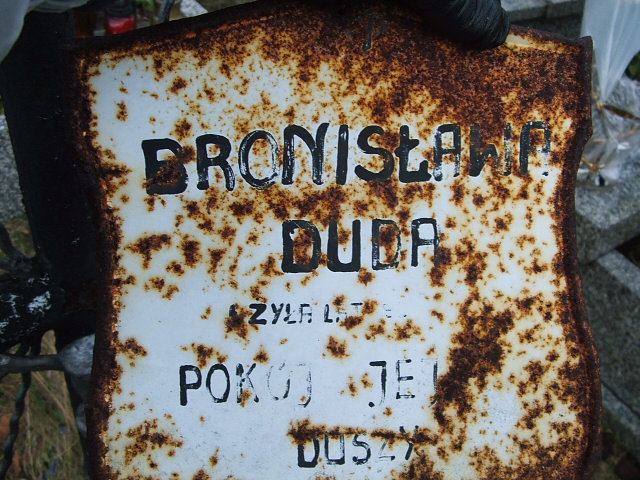 BRONISŁAWA
DUDA
ŻYŁA LAT
POKÓJ JEJ
DUSZY